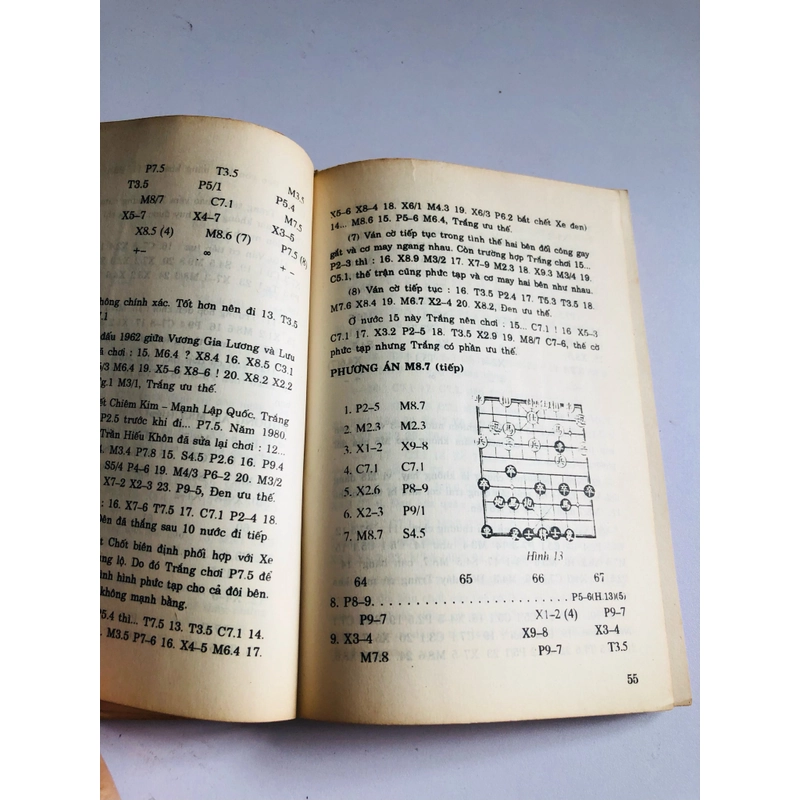 P7.5 T3.5
T3.5 P5/1 M3.5
M8/7 C7.1 P5.4
X5–7 X4–7 M7.5
X8.5 (4) M8.6 (7) X3–5
P7.5 (8)
+– ∞ + –
không chính xác. Tốt hơn nên đi 13. T3.5
đấu 1962 giữa Vương Gia Lương và Lưu
chơi : 15. M6.4 ? X8.4 16. X8.5 C3.1
M3/5 M6.4 19. X5–6 X8–6 ! 20. X8.2 X2.2
M3/1, Trắng ưu thế.
Chiêm Kim – Mạnh Lập Quốc. Trắng
P2.5 trước khi đi... P7.5. Năm 1980.
Trần Hiếu Khôn đã sửa lại chơi : 12...
M3.4 P7.8 15. S4.5 P2.6 16. P9.4
S5/4 P4–6 19. M4/3 P6–2 20. M3/2
X7–2 X2–3 23. P9–5, Đen ưu thế.
: 16. X7–6 T7.5 17. C7.1 P2–4 18.
Đen đã thắng sau 10 nước đi tiếp
Chốt biên định phối hợp với Xe
lộ. Do đó Trắng chơi P7.5 để
hình phức tạp cho cả đôi bên.
không mạnh bằng.
thì... T7.5 13. T3.5 C7.1 14.
M3.5 P7–6 16. X4–5 M6.4 17.
X5–6 X8–4 18. X6/1 M4.3 19. X6/3 P6.2 bắt chết Xe đen)
14... M8.6 15. P5–6 M6.4, Trắng ưu thế.
(7) Ván cờ tiếp tục trong tình thế hai bên đôi công gay
gắt và cơ may ngang nhau. Còn trường hợp Trắng chơi 15...
P2–3 thì : 16. X8.9 M3/2 17. X7–9 M2.3 18. X9.3 M3/4 19.
C5.1, thế trận cũng phức tạp và cơ may hai bên như nhau.
(8) Ván cờ tiếp tục : 16. T3.5 P2.4 17. T5.3 T3.5 18.
M7.6 X8.4 19. M6.7 X2–4 20. X8.2, Đen ưu thế.
Ở nước 15 này Trắng nên chơi : 15... C7.1 ! 16 X5–3
C7.1 17. X3.2 P2–5 18. T3.5 X2.9 19. M8/7 C7–6, thế cờ
phức tạp nhưng Trắng có phần ưu thế.
PHƯƠNG ÁN M8.7 (tiếp)
1. P2–5 M8.7
2. M2.3 M2.3
3. X1–2 X9–8
4. C7.1 C7.1
5. X2.6 P8–9
6. X2–3 P9/1
7. M8.7 S4.5
Hình 13
64 65 66 67
8. P8–9. . . . . . . . . . . . . . . . . . . . . . . . P5–6(H.13)(5)
P9–7 X1–2 (4) P9–7
9. X3–4 X9–8 X3–4
M7.8 P9–7 T3.5
55